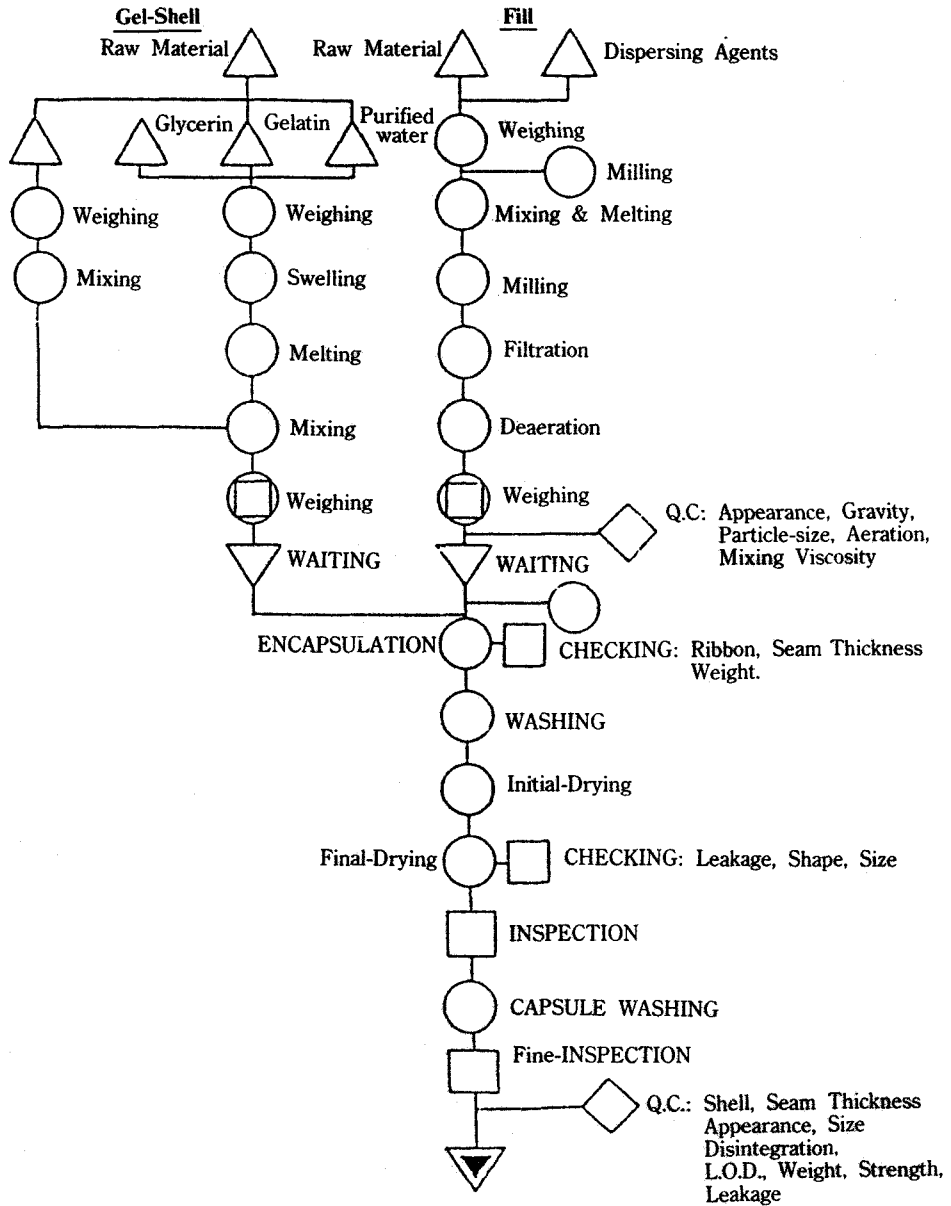 Gel-Shell
Fill
Raw Material
Raw Material
Dispersing Agents
Glycerin
Gelatin
Purified
water
Weighing
Milling
Weighing
Weighing
Mixing & Melting
Mixing
Swelling
Milling
Melting
Filtration
Mixing
Deaeration
Weighing
Weighing
Q.C: Appearance, Gravity,
Particle-size, Aeration,
Mixing Viscosity
WAITING
WAITING
ENCAPSULATION
CHECKING: Ribbon, Seam Thickness
Weight.
WASHING
Initial-Drying
Final-Drying
CHECKING: Leakage, Shape, Size
INSPECTION
CAPSULE WASHING
Fine-INSPECTION
Q.C.: Shell, Seam Thickness
Appearance, Size
Disintegration,
L.O.D., Weight, Strength,
Leakage